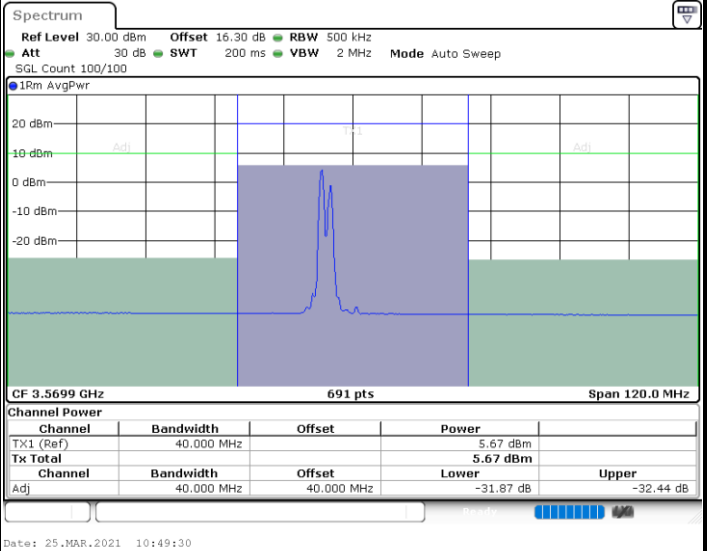 Spectrum
Ref Level 30.00 dBm Offset 16.30 dB RBW 500 kHz
Att 30 dB SWT 200 ms VBW 2 MHz Mode Auto Sweep
SGL Count 100/100
1Rm AvgPwr
20 dBm
TX1
Adj
Adj
10 dBm
0 dBm
-10 dBm
-20 dBm
CF 3.5699 GHz 691 pts Span 120.0 MHz
Channel Power
Channel Bandwidth Offset Power
TX1 (Ref) 40.000 MHz 5.67 dBm
Tx Total 5.67 dBm
Channel Bandwidth Offset Lower Upper
Adj 40.000 MHz 40.000 MHz -31.87 dB -32.44 dB
Ready
Date: 25.MAR.2021 10:49:30